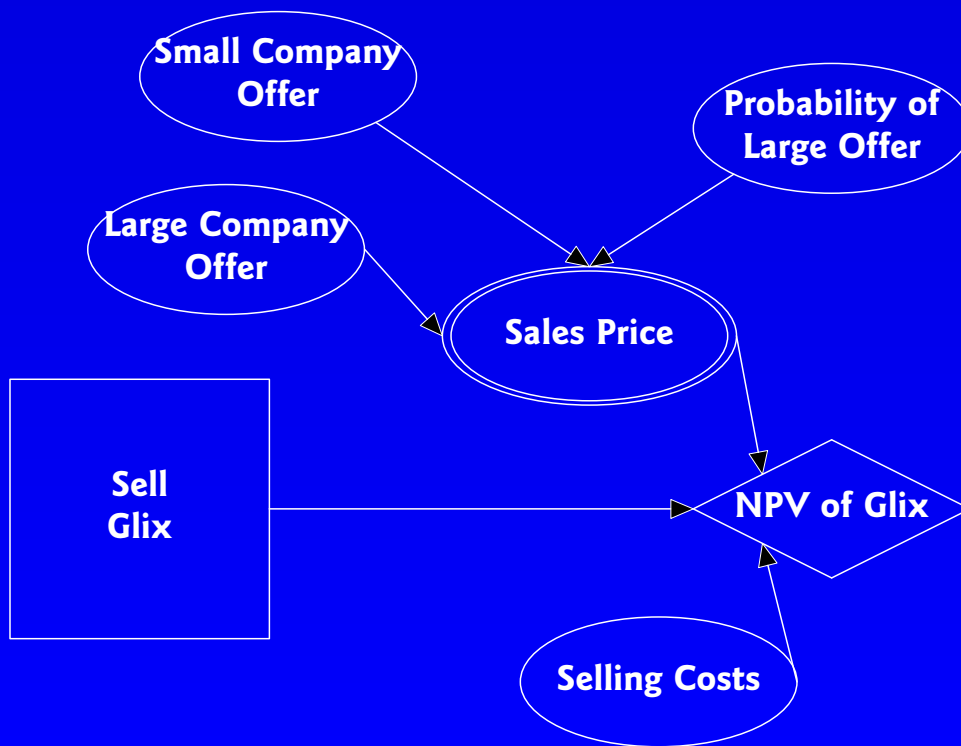 Small Company
Offer
Probability of
Large Offer
Large Company
Offer
Sales Price
Sell
Glix
NPV of Glix
Selling Costs